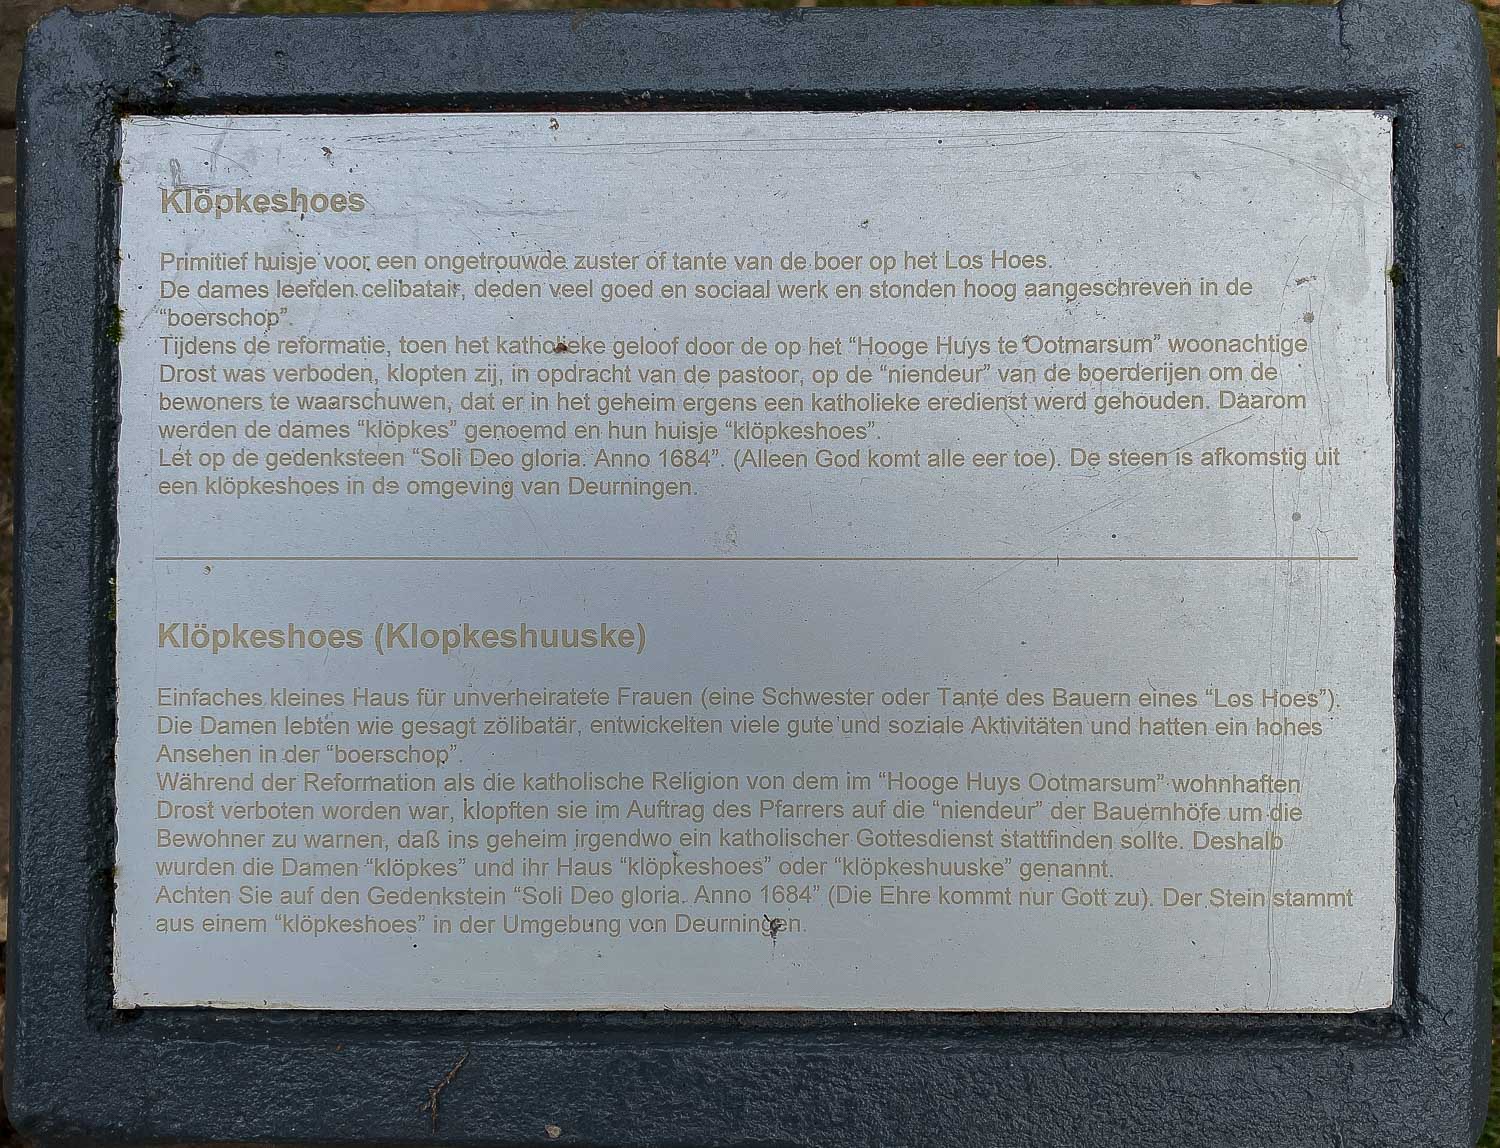 Klöpkeshoes
Primitief huisje voor een ongetrouwde zuster of tante van de boer op het Los Hoes.
De dames leefden celibatair, deden veel goed en sociaal werk en stonden hoog aangeschreven in de
“boerschop”.
Tijdens de reformatie, toen het katholieke geloof door de op het “Hooge Huys te Ootmarsum” woonachtige
Drost was verboden, klopten zij, in opdracht van de pastoor, op de “niendeur” van de boerderijen om de
bewoners te waarschuwen, dat er in het geheim ergens een katholieke eredienst werd gehouden. Daarom
werden de dames “klöpkes” genoemd en hun huisje “klöpkeshoes”.
Let op de gedenksteen “Soli Deo gloria. Anno 1684”. (Alleen God komt alle eer toe). De steen is afkomstig uit
een klöpkeshoes in de omgeving van Deurningen.
Klöpkeshoes (Klopkeshuuske)
Einfaches kleines Haus für unverheiratete Frauen (eine Schwester oder Tante des Bauern eines “Los Hoes”).
Die Damen lebten wie gesagt zölibatär, entwickelten viele gute und soziale Aktivitäten und hatten ein hohes
Ansehen in der “boerschop”.
Während der Reformation als die katholische Religion von dem im “Hooge Huys Ootmarsum” wohnhaften
Drost verboten worden war, klopften sie im Auftrag des Pfarrers auf die “niendeur” der Bauernhöfe um die
Bewohner zu warnen, daß ins geheim irgendwo ein katholischer Gottesdienst stattfinden sollte. Deshalb
wurden die Damen “klöpkes” und ihr Haus “klöpkeshoes” oder “klöpkeshuuske” genannt.
Achten Sie auf den Gedenkstein “Soli Deo gloria. Anno 1684” (Die Ehre kommt nur Gott zu). Der Stein stammt
aus einem “klöpkeshoes” in der Umgebung von Deurningen.